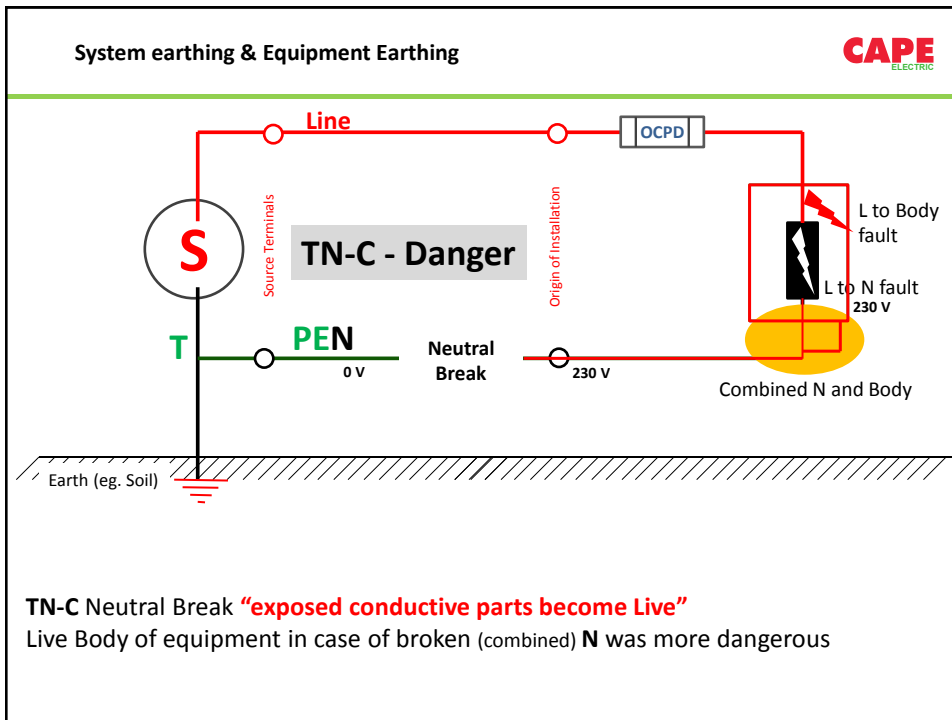 System earthing & Equipment Earthing
CAPE
ELECTRIC
Line
OCPD
S
Source Terminals
TN-C - Danger
Origin of Installation
L to Body
fault
L to N fault
230 V
T
PEN
0 V
Neutral
Break
230 V
Combined N and Body
Earth (eg. Soil)
TN-C Neutral Break “exposed conductive parts become Live”
Live Body of equipment in case of broken (combined) N was more dangerous